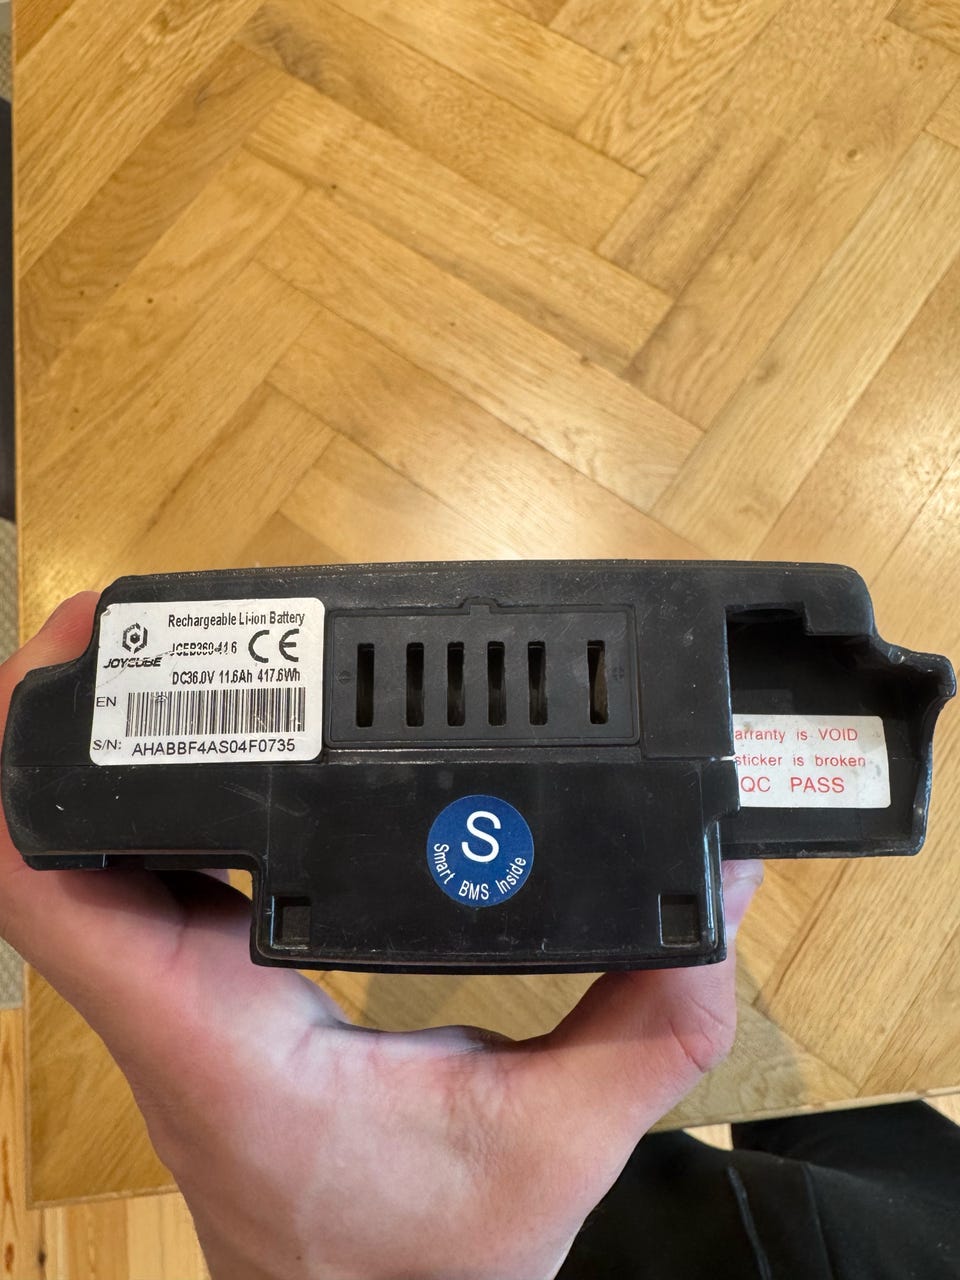 Rechargeable Li-ion Battery
JOYCUBE
CE
DC36.0V 11.6Ah 417.6Wh
EN
S/N: AHABBF4AS04F0735
arranty is VOID
sticker is broken
QC PASS
S
Smart BMS Inside